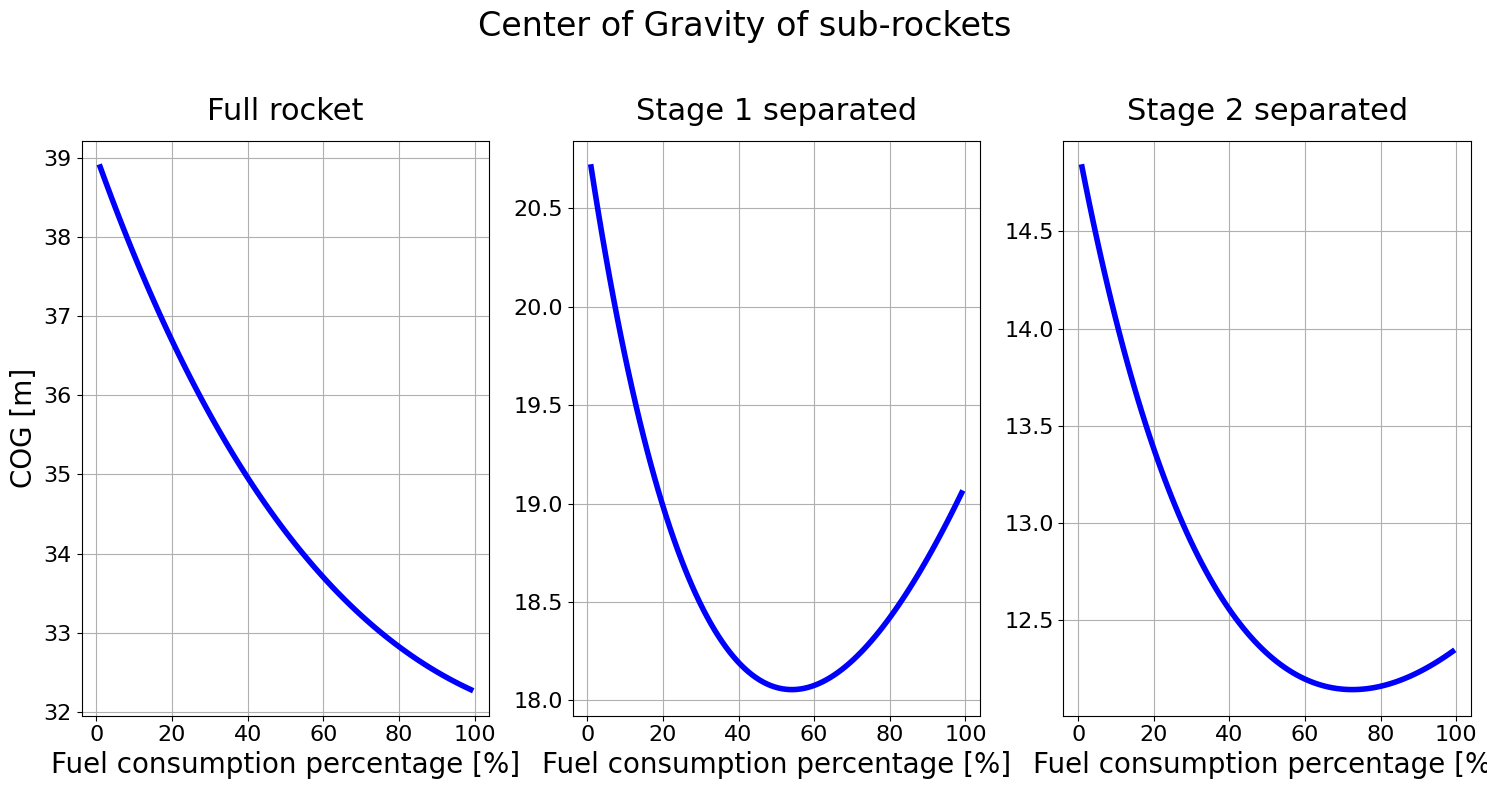 Center of Gravity of sub-rockets
Full rocket
Stage 1 separated
Stage 2 separated
COG [m]
39
38
37
36
35
34
33
32
0 20 40 60 80 100
Fuel consumption percentage [%]
20.5
20.0
19.5
19.0
18.5
18.0
0 20 40 60 80 100
Fuel consumption percentage [%]
14.5
14.0
13.5
13.0
12.5
0 20 40 60 80 100
Fuel consumption percentage [%